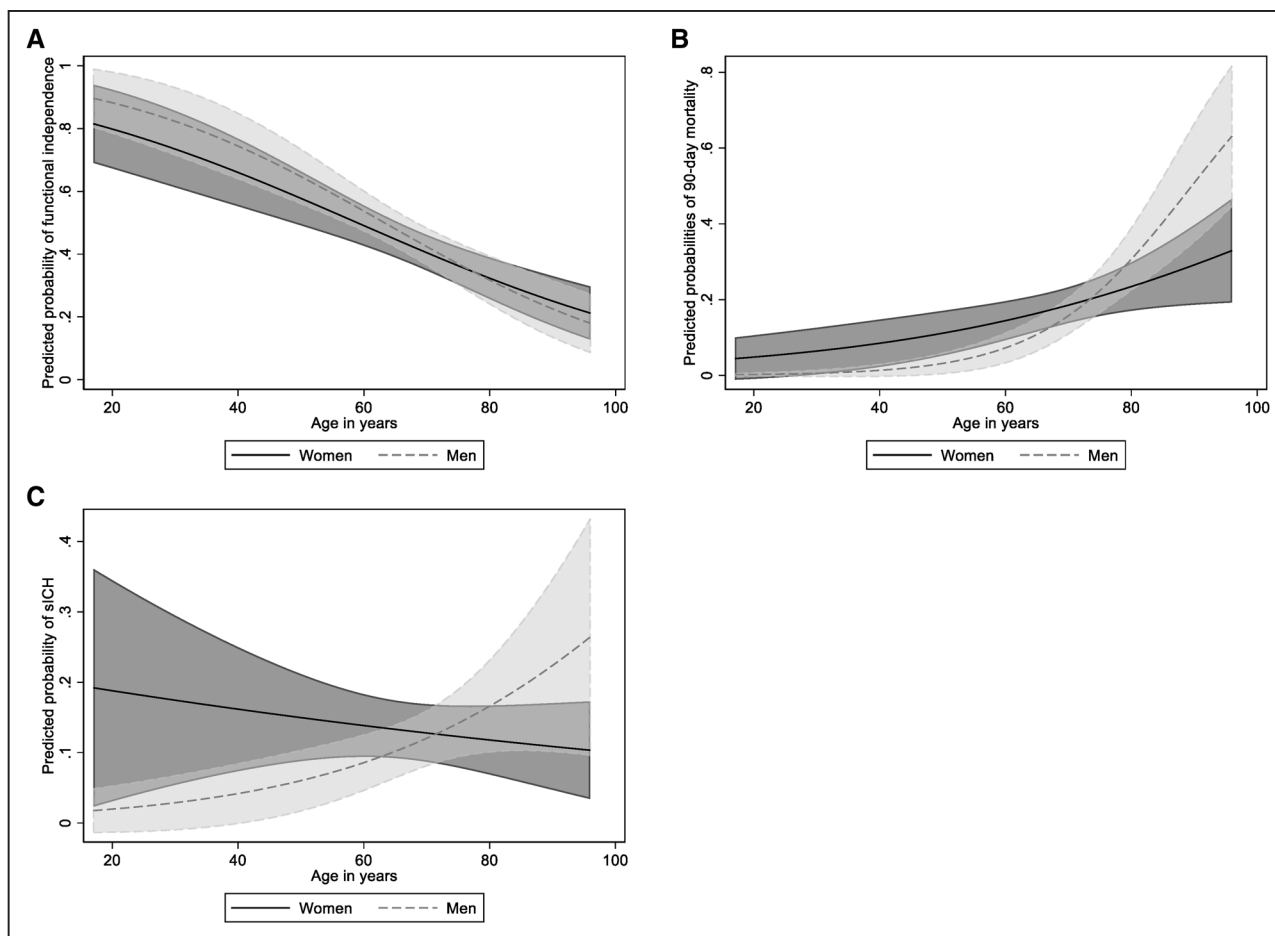 A
Predicted probability of functional independence
1
.8
.6
.4
.2
0
20 40 60 80 100
Age in years
Women Men
B
Predicted probabilities of 90-day mortality
.8
.6
.4
.2
0
20 40 60 80 100
Age in years
Women Men
C
Predicted probability of sICH
.4
.3
.2
.1
0
20 40 60 80 100
Age in years
Women Men